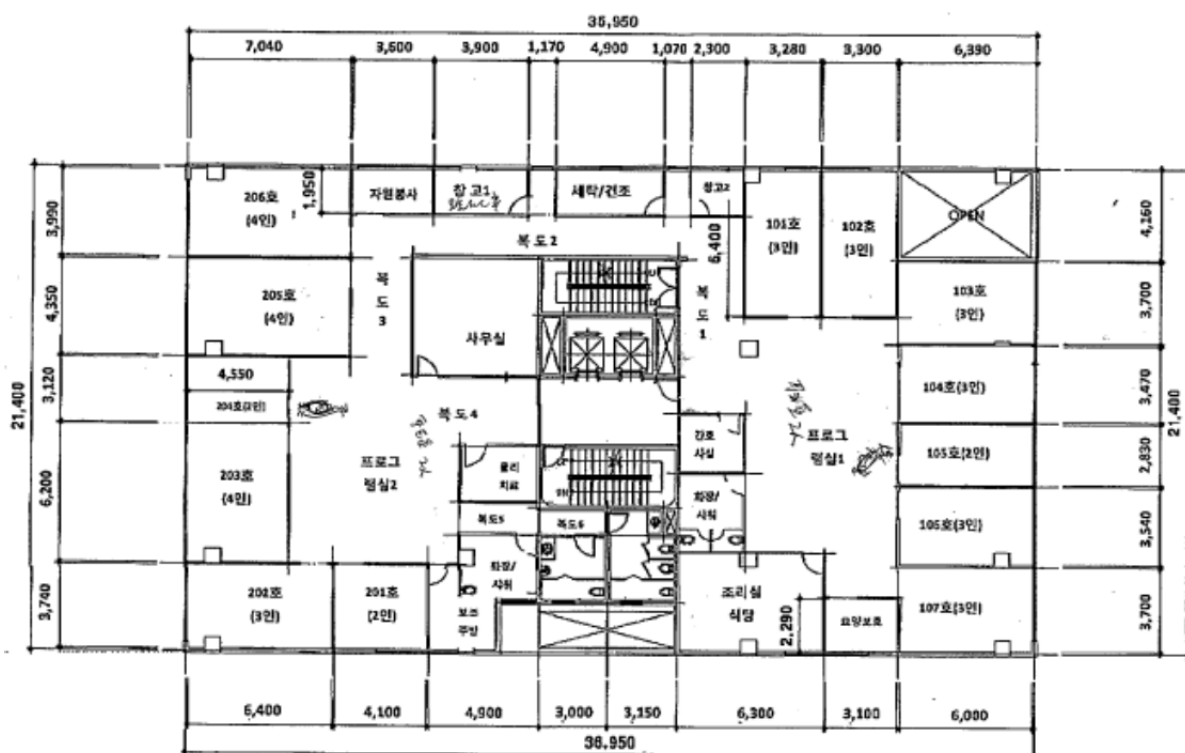 36,950
7,040 3,600 3,900 1,170 4,900 1,070 2,300 3,280 3,300 6,390
206호
(4인)
1,950
자원봉사
창고1
세탁/건조
창고2
101호
(3인)
102호
(3인)
OPEN
3,990
4,260
복도2
6,400
205호
(4인)
복도3
사무실
복도1
103호
(3인)
4,350
3,700
4,550
204호(2인)
복도4
104호(3인)
3,120
3,470
21,400
21,400
203호
(4인)
프로그램실2
물리치료
간호사실
프로그램실1
105호(2인)
2,830
6,200
복도5
복도6
화장/샤워
106호(3인)
3,540
202호
(3인)
201호
(2인)
화장/샤워
보조주방
조리실
식당
2,290
요양보호
107호(3인)
3,740
3,700
6,400 4,100 4,900 3,000 3,150 6,300 3,100 6,000
36,950